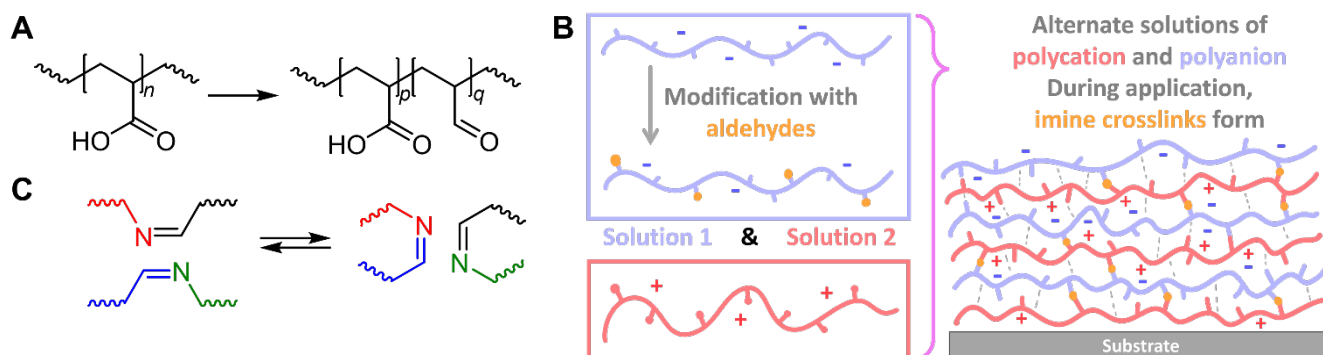 A
n
HO
O
p
q
HO
O
O
C
N
N
N
N
B
Modification with
aldehydes
Solution 1 & Solution 2
Alternate solutions of
polycation and polyanion
During application,
imine crosslinks form
Substrate